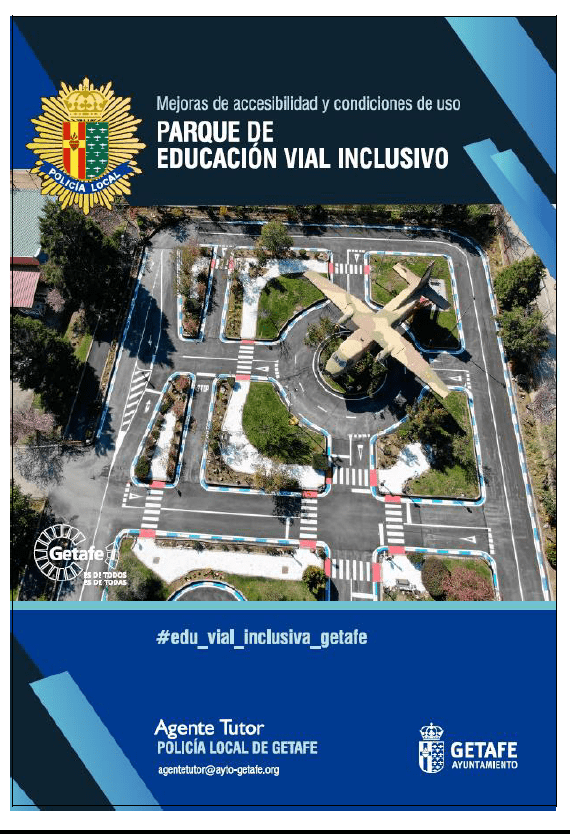 Mejoras de accesibilidad y condiciones de uso
PARQUE DE
EDUCACIÓN VIAL INCLUSIVO
POLICÍA LOCAL
Getafe
ES DE TODOS
ES DE TODAS
#edu_vial_inclusiva_getafe
Agente Tutor
POLICÍA LOCAL DE GETAFE
agentetutor@ayto-getafe.org
GETAFE
AYUNTAMIENTO